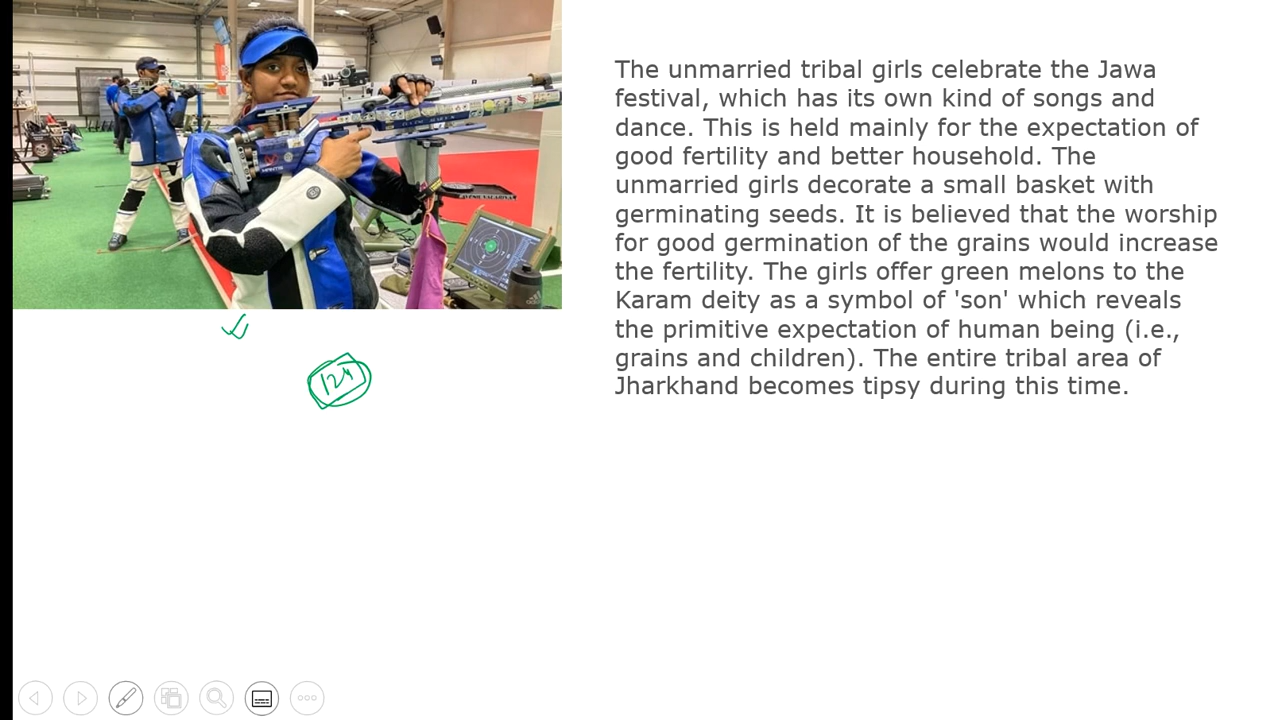 The unmarried tribal girls celebrate the Jawa
festival, which has its own kind of songs and
dance. This is held mainly for the expectation of
good fertility and better household. The
unmarried girls decorate a small basket with
germinating seeds. It is believed that the worship
for good germination of the grains would increase
the fertility. The girls offer green melons to the
Karam deity as a symbol of 'son' which reveals
the primitive expectation of human being (i.e.,
grains and children). The entire tribal area of
Jharkhand becomes tipsy during this time.